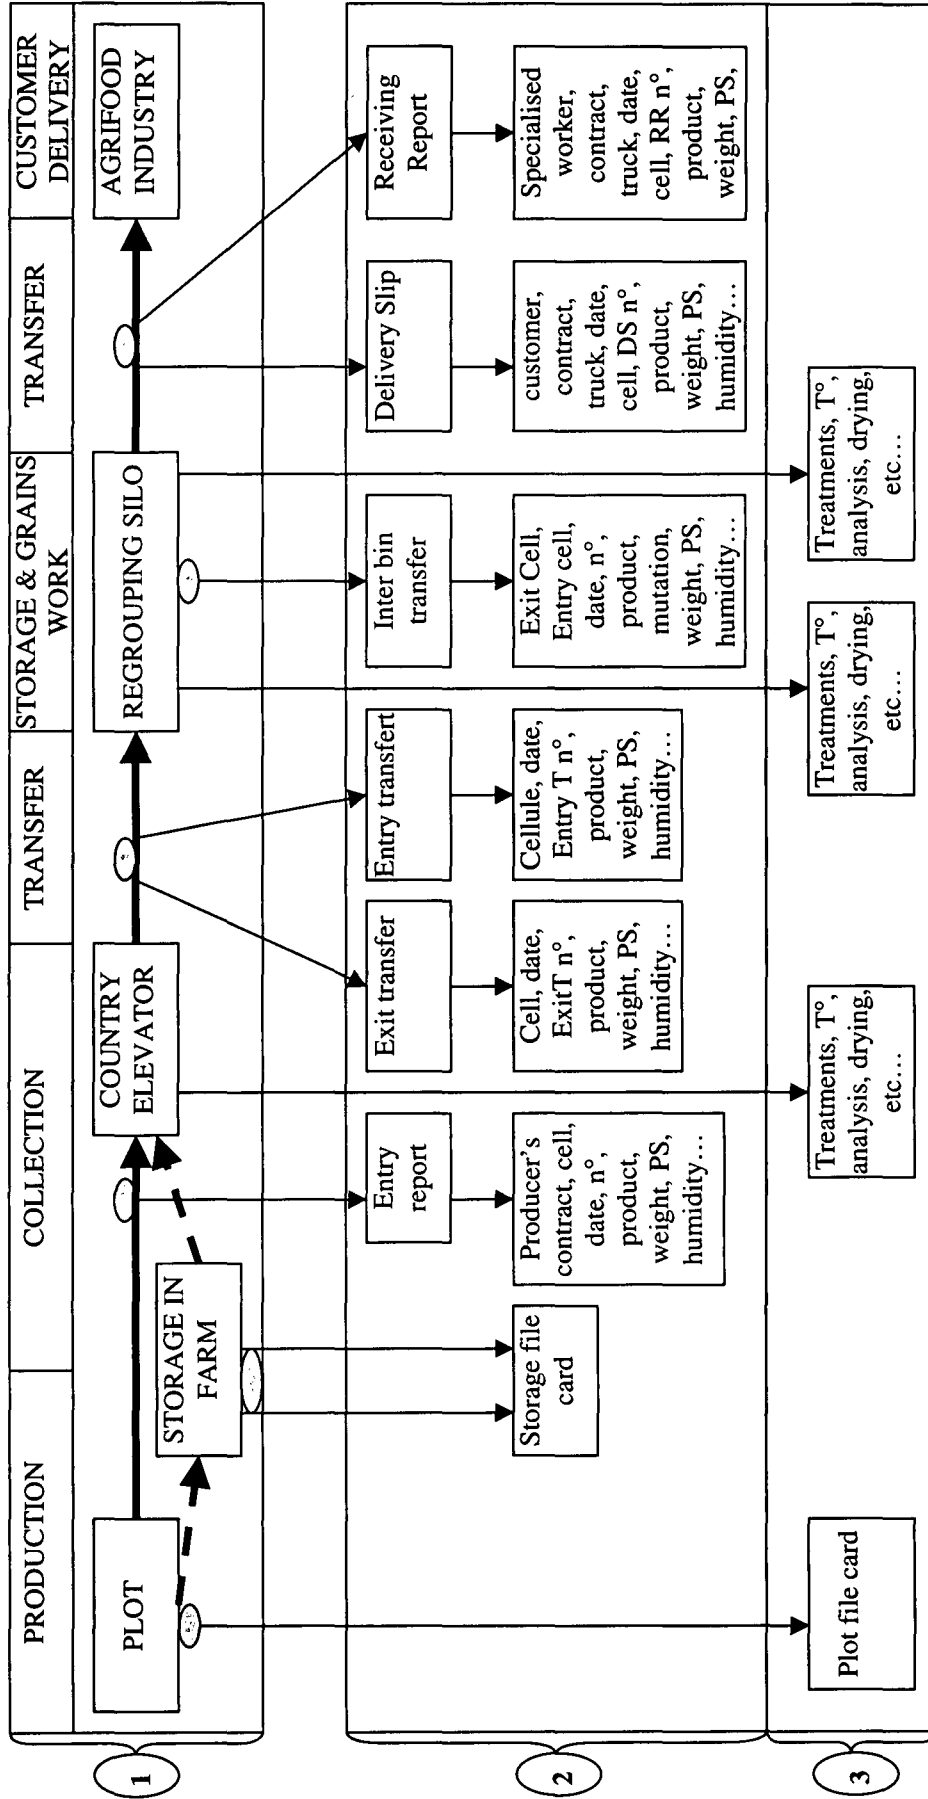 PRODUCTION
COLLECTION
TRANSFER
STORAGE & GRAINS
WORK
TRANSFER
CUSTOMER
DELIVERY
1
PLOT
STORAGE IN
FARM
COUNTRY
ELEVATOR
REGROUPING SILO
AGRIFOOD
INDUSTRY
2
Storage file
card
Entry
report
Producer's
contract, cell,
date, n°,
product,
weight, PS,
humidity…
Exit transfer
Cell, date,
ExitT n°,
product,
weight, PS,
humidity…
Entry transfert
Cellule, date,
Entry T n°,
product,
weight, PS,
humidity…
Inter bin
transfer
Exit Cell,
Entry cell,
date, n°,
product,
mutation,
weight, PS,
humidity…
Delivery Slip
customer,
contract,
truck, date,
cell, DS n°,
product,
weight, PS,
humidity…
Receiving
Report
Specialised
worker,
contract,
truck, date,
cell, RR n°,
product,
weight, PS,
3
Plot file card
Treatments, T°,
analysis, drying,
etc…
Treatments, T°,
analysis, drying,
etc…
Treatments, T°,
analysis, drying,
etc…